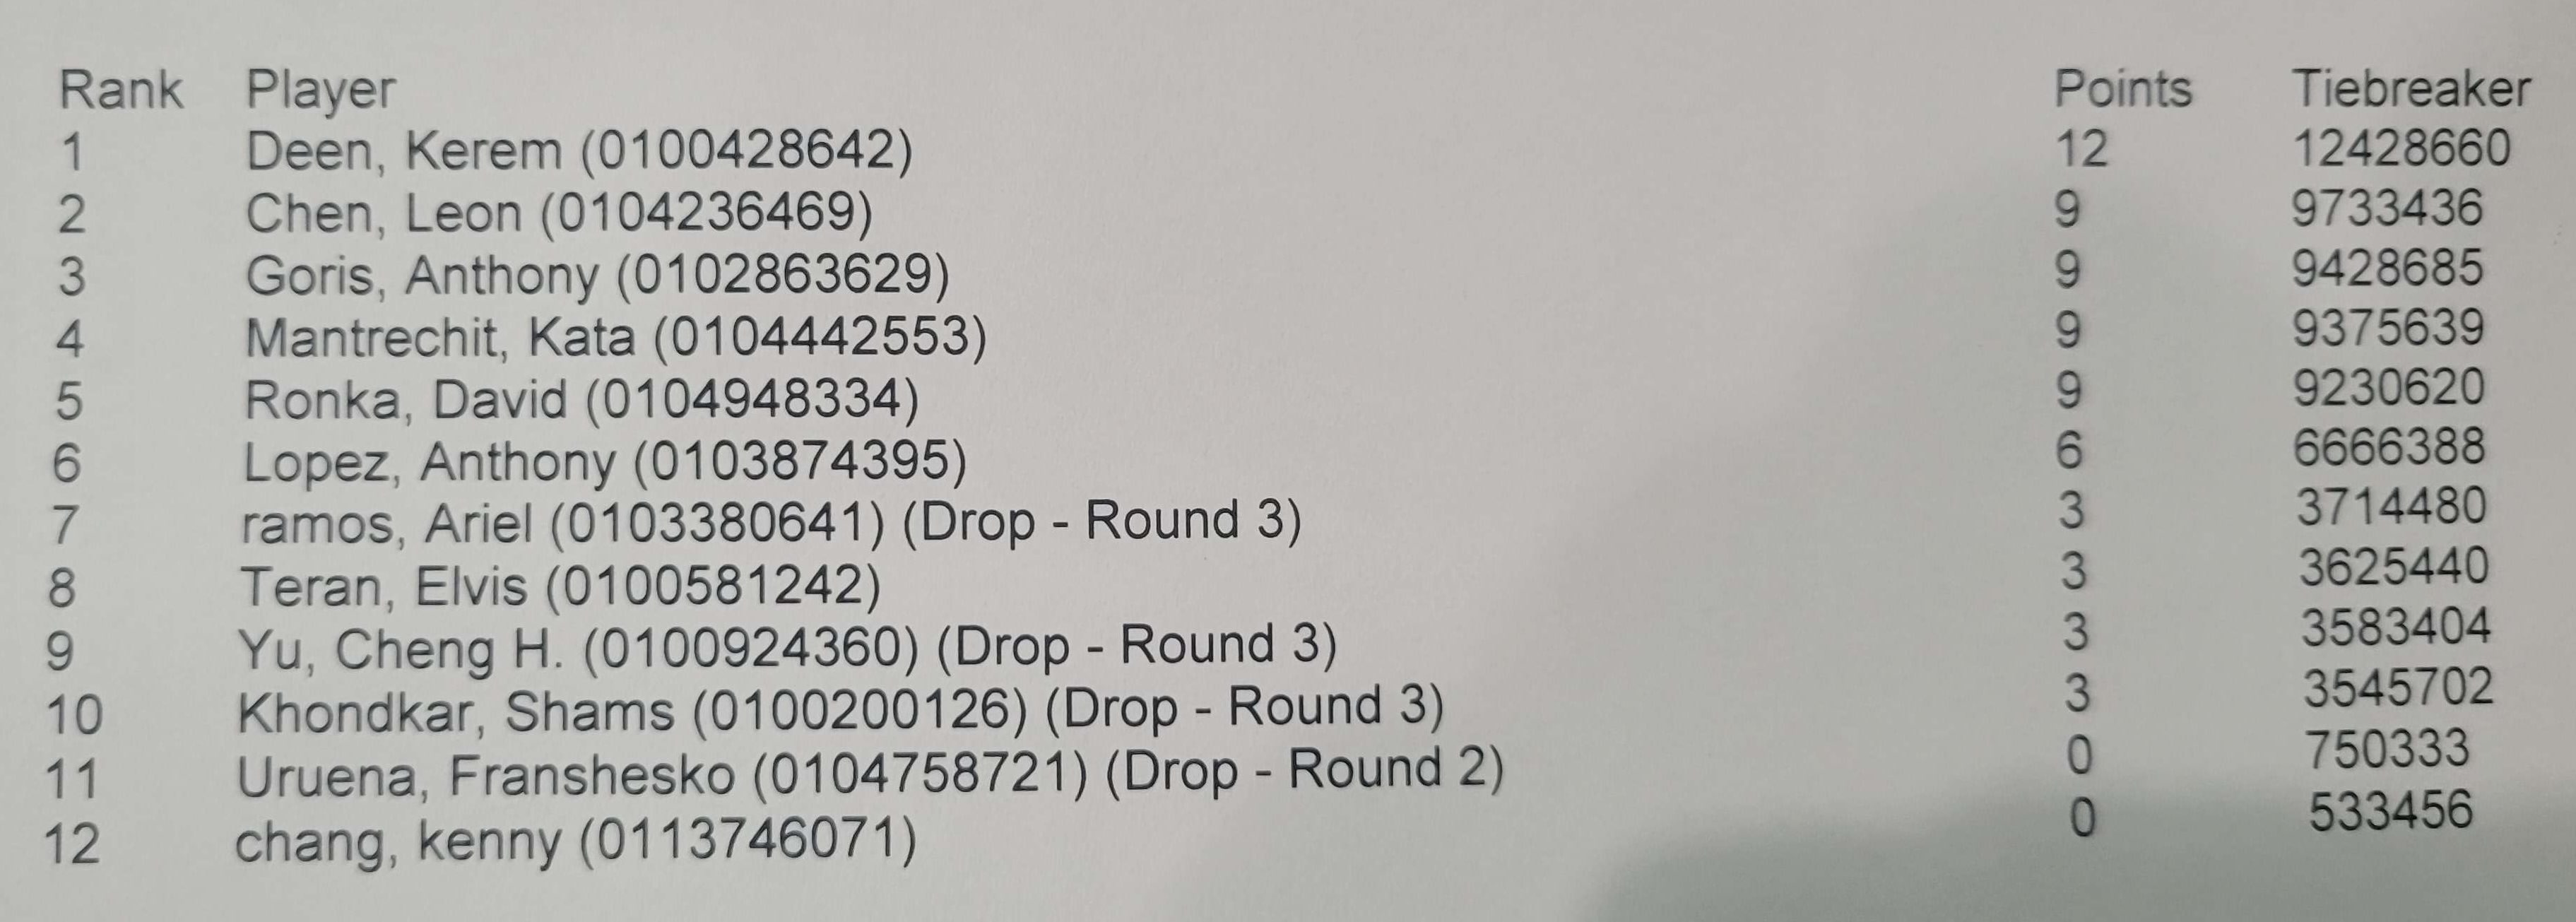 Rank Player Points Tiebreaker
1 Deen, Kerem (0100428642) 12 12428660
2 Chen, Leon (0104236469) 9 9733436
3 Goris, Anthony (0102863629) 9 9428685
4 Mantrechit, Kata (0104442553) 9 9375639
5 Ronka, David (0104948334) 9 9230620
6 Lopez, Anthony (0103874395) 6 6666388
7 ramos, Ariel (0103380641) (Drop - Round 3) 3 3714480
8 Teran, Elvis (0100581242) 3 3625440
9 Yu, Cheng H. (0100924360) (Drop - Round 3) 3 3583404
10 Khondkar, Shams (0100200126) (Drop - Round 3) 3 3545702
11 Uruena, Franshesko (0104758721) (Drop - Round 2) 0 750333
12 chang, kenny (0113746071) 0 533456